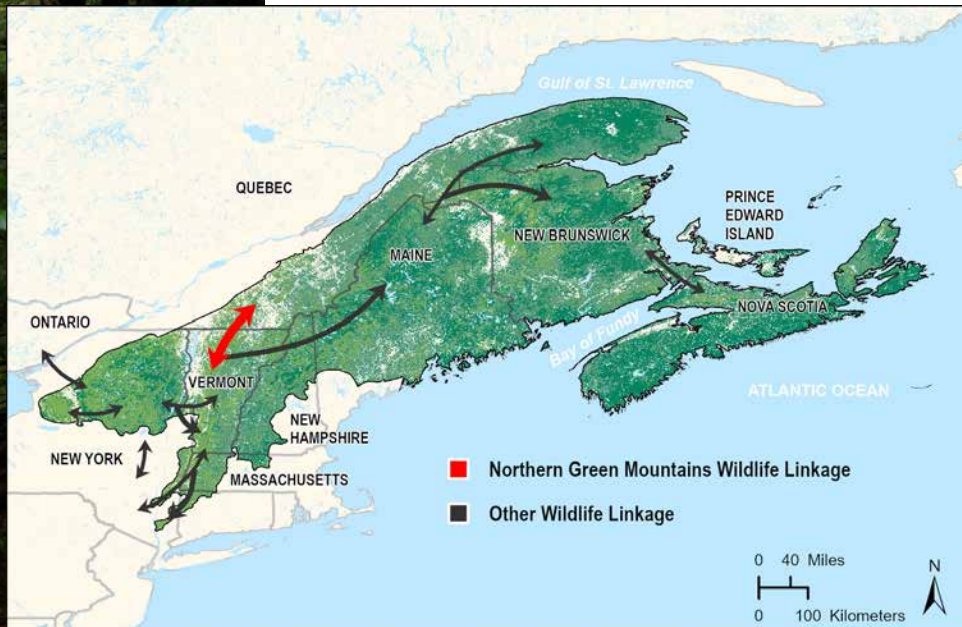 Gulf of St. Lawrence
QUEBEC
PRINCE
EDWARD
ISLAND
NEW BRUNSWICK
MAINE
NOVA SCOTIA
ONTARIO
Bay of Fundy
VERMONT
ATLANTIC OCEAN
NEW
HAMPSHIRE
NEW YORK
MASSACHUSETTS
Northern Green Mountains Wildlife Linkage
Other Wildlife Linkage
0 40 Miles
N
0 100 Kilometers